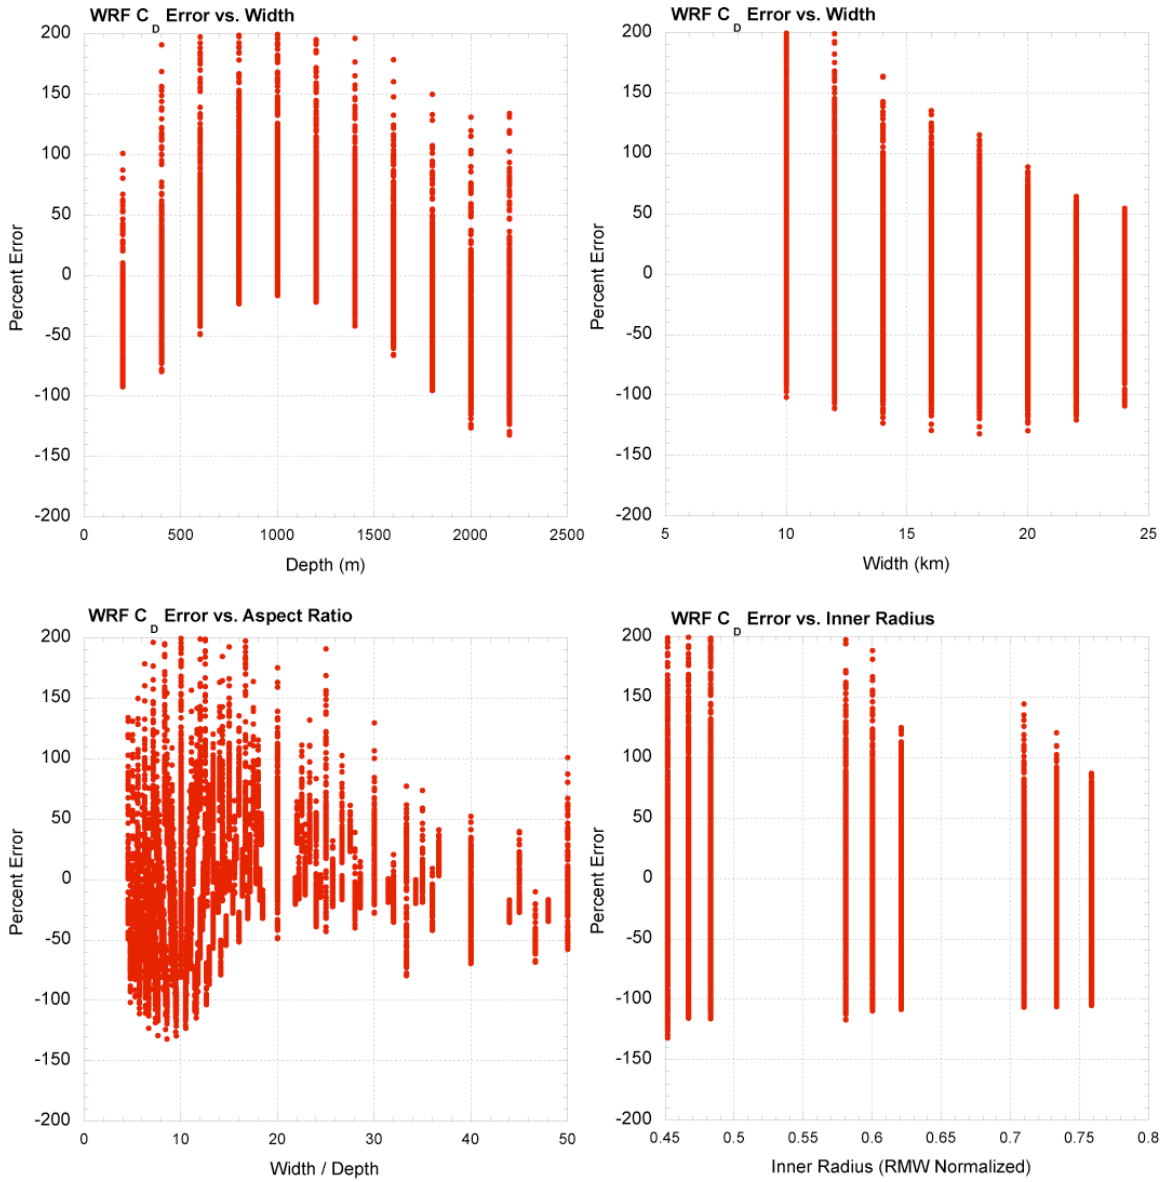 WRF C_D Error vs. Width
200
150
100
50
0
-50
-100
-150
-200
Percent Error
0 500 1000 1500 2000 2500
Depth (m)
WRF C_D Error vs. Width
200
150
100
50
0
-50
-100
-150
-200
Percent Error
5 10 15 20 25
Width (km)
WRF C_D Error vs. Aspect Ratio
200
150
100
50
0
-50
-100
-150
-200
Percent Error
0 10 20 30 40 50
Width / Depth
WRF C_D Error vs. Inner Radius
200
150
100
50
0
-50
-100
-150
-200
Percent Error
0.45 0.5 0.55 0.6 0.65 0.7 0.75 0.8
Inner Radius (RMW Normalized)